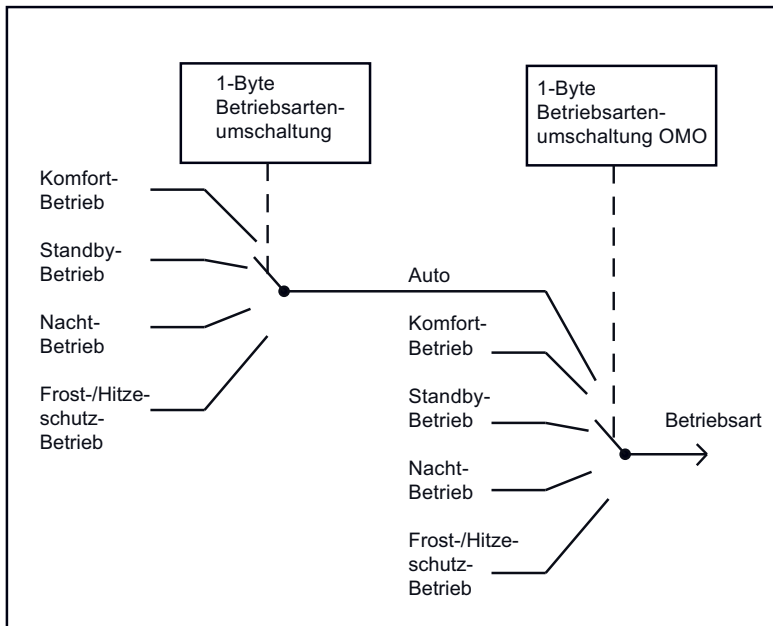 1-Byte
Betriebsarten-
umschaltung
1-Byte
Betriebsarten-
umschaltung OMO
Komfort-
Betrieb
Standby-
Betrieb
Nacht-
Betrieb
Frost-/Hitze-
schutz-
Betrieb
Auto
Komfort-
Betrieb
Standby-
Betrieb
Nacht-
Betrieb
Frost-/Hitze-
schutz-
Betrieb
Betriebsart